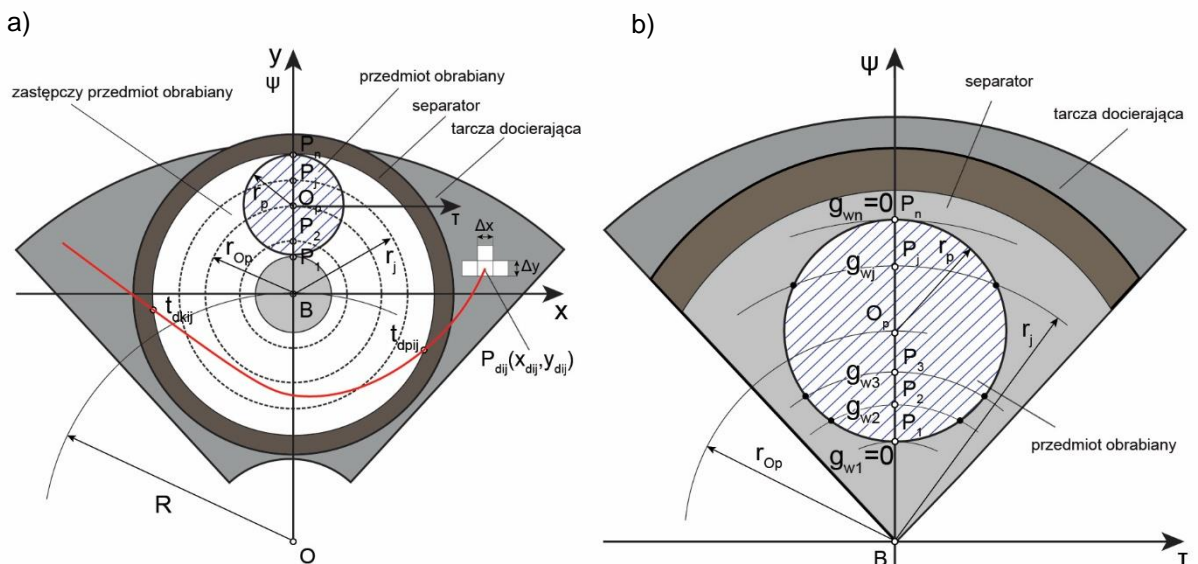 a)
y
ψ
zastępczy przedmiot obrabiany
przedmiot obrabiany
separator
tarcza docierająca
Pn
Pj
rp
Op
τ
P2
rOp
P1
rj
Δx
Δy
B
x
tdkij
tdpij
Pdij(xdij,ydij)
R
O
b)
ψ
separator
tarcza docierająca
gwn=0 Pn
gwj Pj rp
Op
rj
gw3 P3
gw2 P2
P1
gw1=0
przedmiot obrabiany
rOp
B
τ